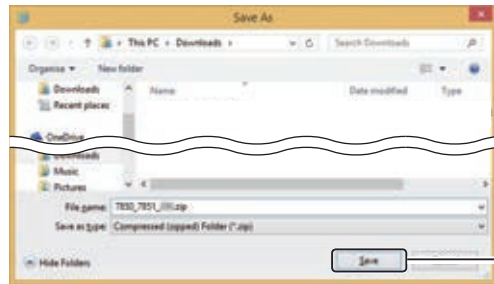 Save As
This PC › Downloads ›
Search Downloads
Organise
New folder
Downloads
Name
Date modified
Type
Recent places
OneDrive
Downloads
Music
Pictures
File name:
Save as type: Compressed (zipped) Folder (*.zip)
Hide Folders
Save